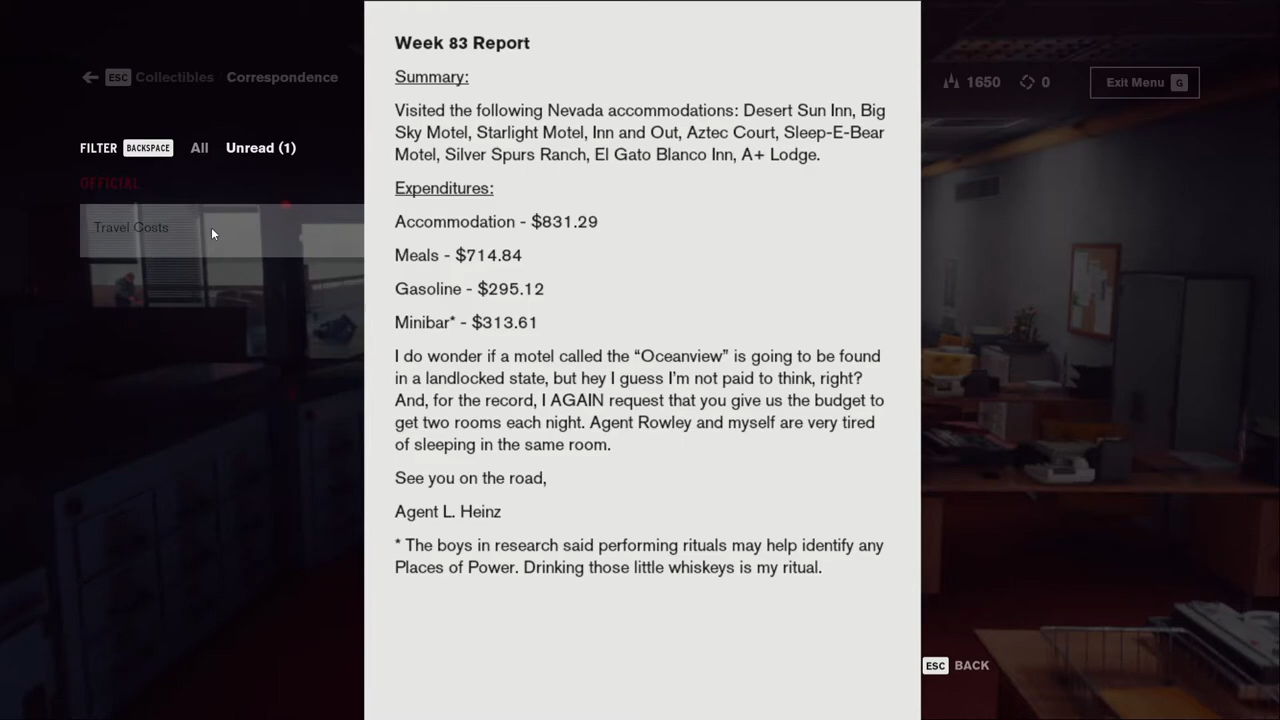 Week 83 Report
Summary:
Visited the following Nevada accommodations: Desert Sun Inn, Big
Sky Motel, Starlight Motel, Inn and Out, Aztec Court, Sleep-E-Bear
Motel, Silver Spurs Ranch, El Gato Blanco Inn, A+ Lodge.
Expenditures:
Accommodation - $831.29
Meals - $714.84
Gasoline - $295.12
Minibar* - $313.61
I do wonder if a motel called the “Oceanview” is going to be found
in a landlocked state, but hey I guess I’m not paid to think, right?
And, for the record, I AGAIN request that you give us the budget to
get two rooms each night. Agent Rowley and myself are very tired
of sleeping in the same room.
See you on the road,
Agent L. Heinz
* The boys in research said performing rituals may help identify any
Places of Power. Drinking those little whiskeys is my ritual.
ESC Collectibles Correspondence
FILTER BACKSPACE All Unread (1)
OFFICIAL
Travel Costs
1650 0 Exit Menu G
ESC BACK